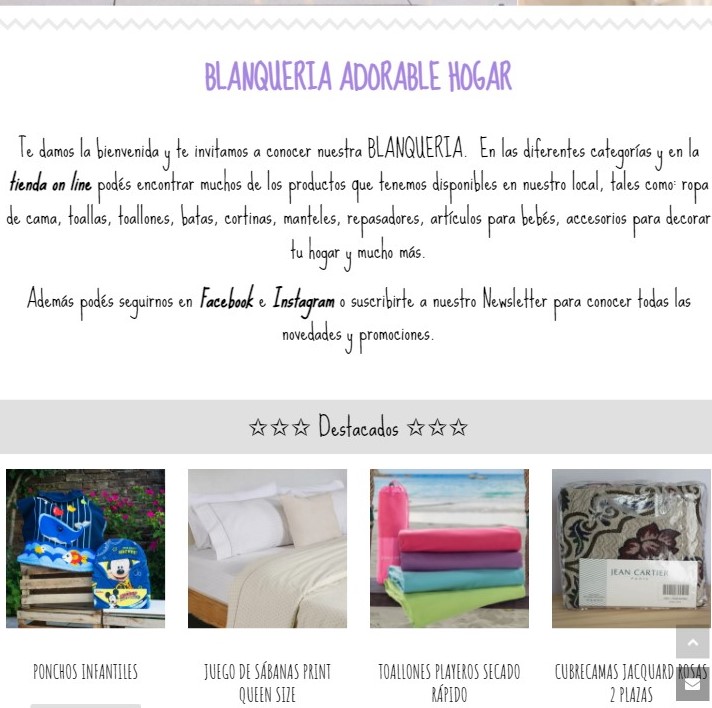 BLANQUERIA ADORABLE HOGAR
Te damos la bienvenida y te invitamos a conocer nuestra BLANQUERIA. En las diferentes categorías y en la
tienda on line podés encontrar muchos de los productos que tenemos disponibles en nuestro local, tales como: ropa
de cama, toallas, toallones, batas, cortinas, manteles, repasadores, artículos para bebés, accesorios para decorar
tu hogar y mucho más.
Además podés seguirnos en Facebook e Instagram o suscribirte a nuestro Newsletter para conocer todas las
novedades y promociones.
☆☆☆ Destacados ☆☆☆
JEAN CARTIER
PARIS
PONCHOS INFANTILES
JUEGO DE SÁBANAS PRINT
QUEEN SIZE
TOALLONES PLAYEROS SECADO
RÁPIDO
CUBRECAMAS JACQUARD ROSAS
2 PLAZAS